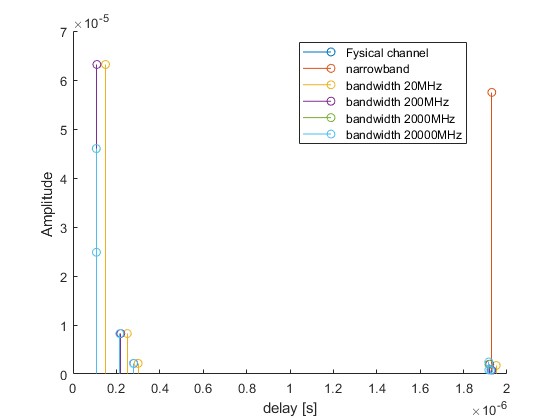 ×10-5
7
6
5
4
3
2
1
0
Amplitude
Fysical channel
narrowband
bandwidth 20MHz
bandwidth 200MHz
bandwidth 2000MHz
bandwidth 20000MHz
0 0.2 0.4 0.6 0.8 1 1.2 1.4 1.6 1.8 2
delay [s]
×10-6